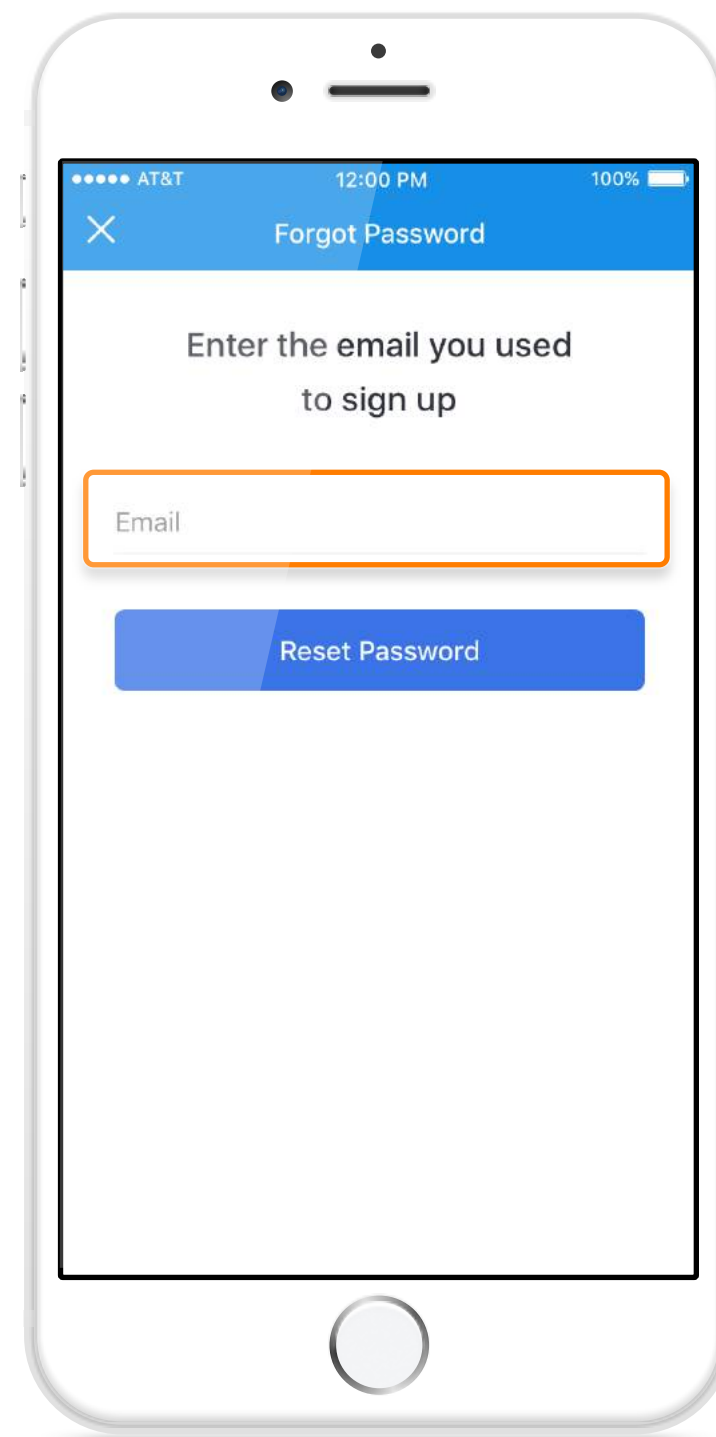 AT&T 12:00 PM 100%
Forgot Password
Enter the email you used
to sign up
Email
Reset Password